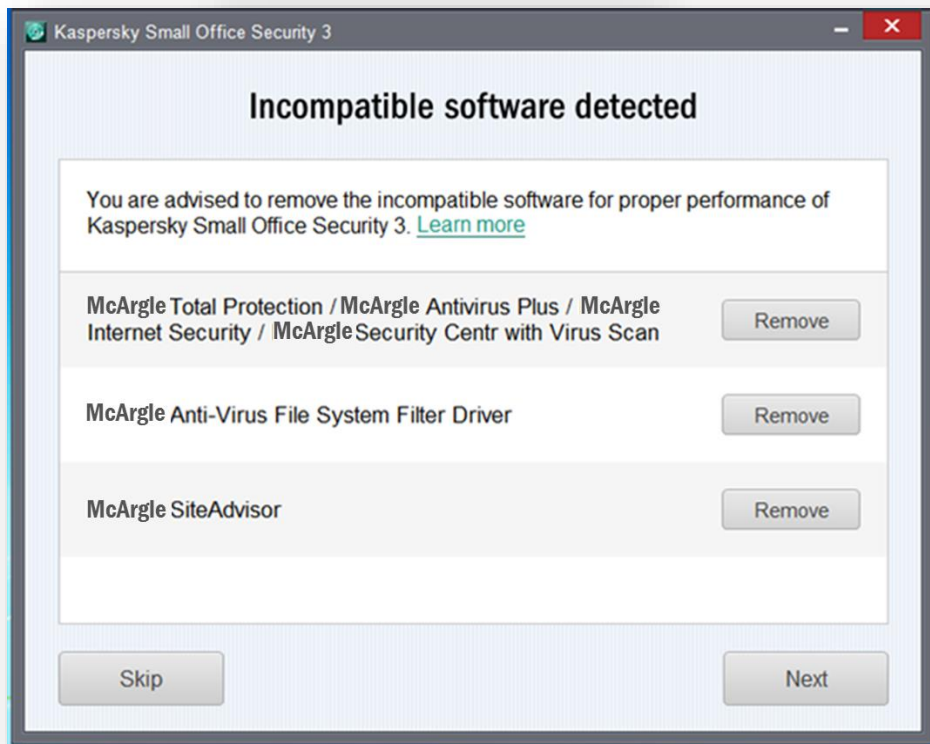 Kaspersky Small Office Security 3
Incompatible software detected
You are advised to remove the incompatible software for proper performance of
Kaspersky Small Office Security 3. Learn more
McArgle Total Protection / McArgle Antivirus Plus / McArgle
Internet Security / McArgle Security Centr with Virus Scan
Remove
McArgle Anti-Virus File System Filter Driver
Remove
McArgle SiteAdvisor
Remove
Skip
Next